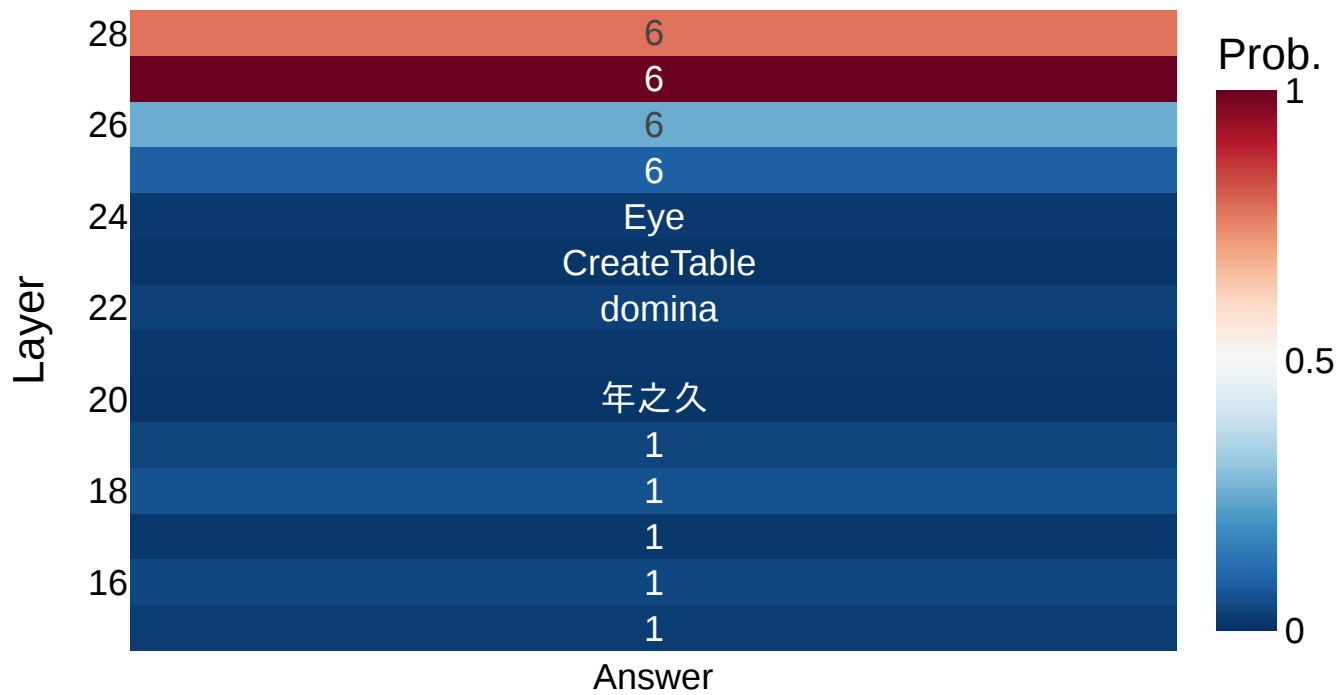 28 6
Prob.
6
1
26 6
6
24 Eye
CreateTable
Layer
22 domina
0.5
20 年之久
1
18 1
1
16 1
1
0
Answer